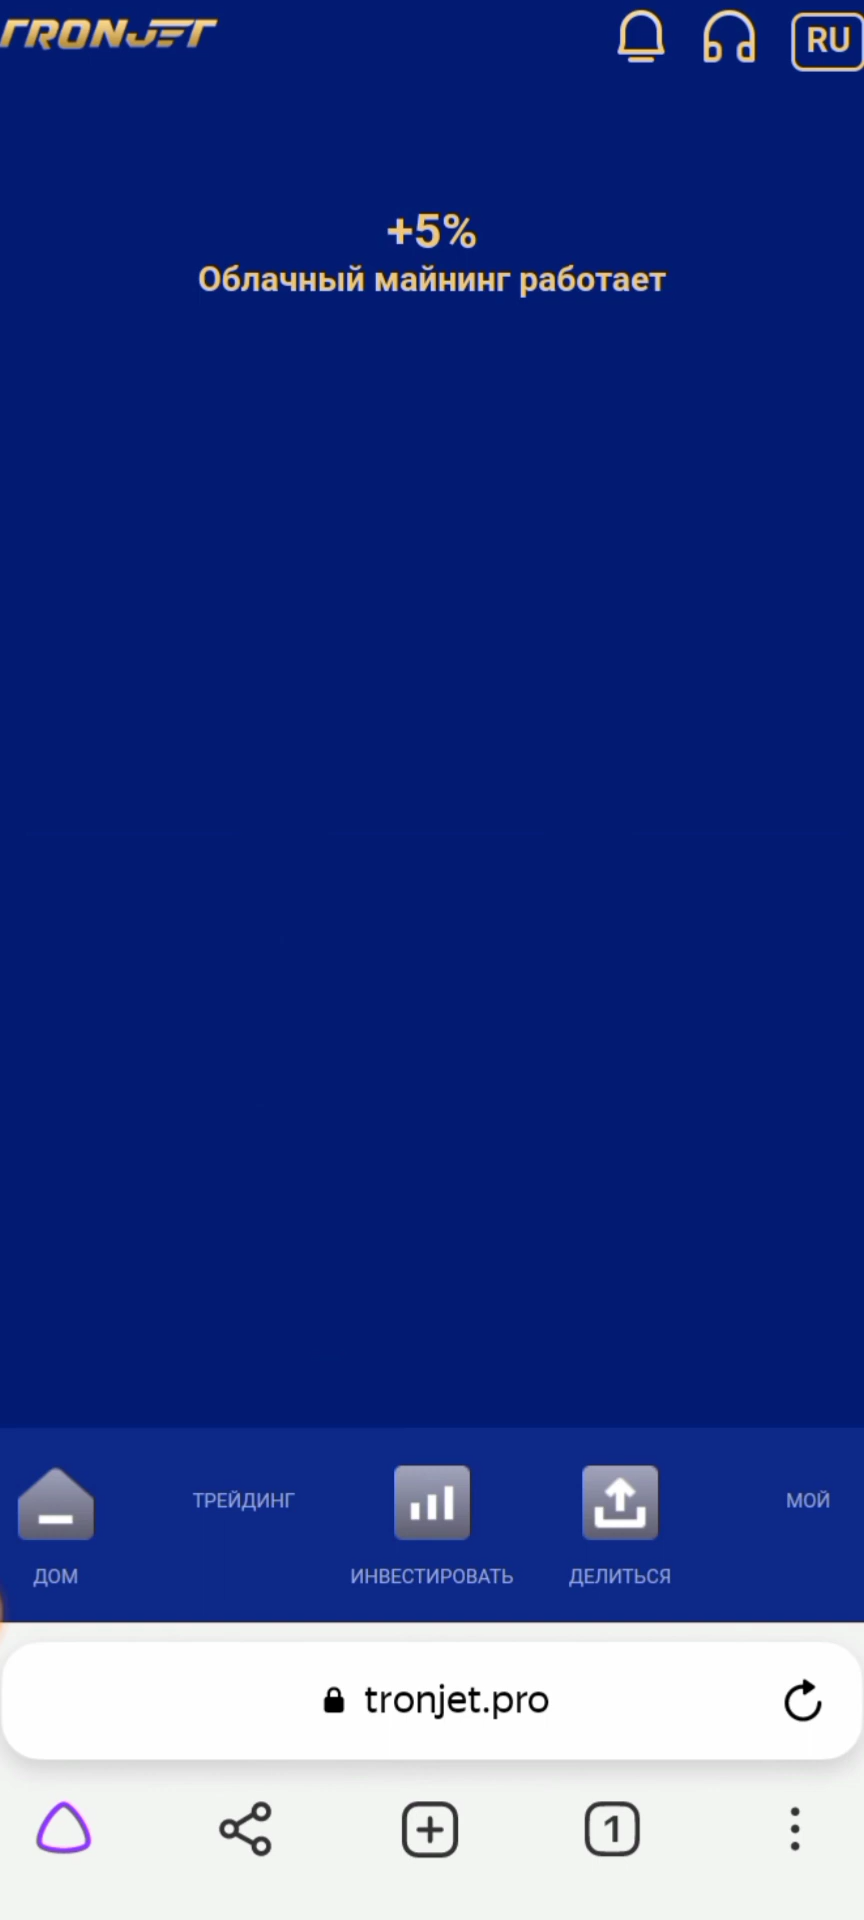 TRONJET
RU
+5%
Облачный майнинг работает
ТРЕЙДИНГ
МОЙ
ДОМ
ИНВЕСТИРОВАТЬ
ДЕЛИТЬСЯ
tronjet.pro
1